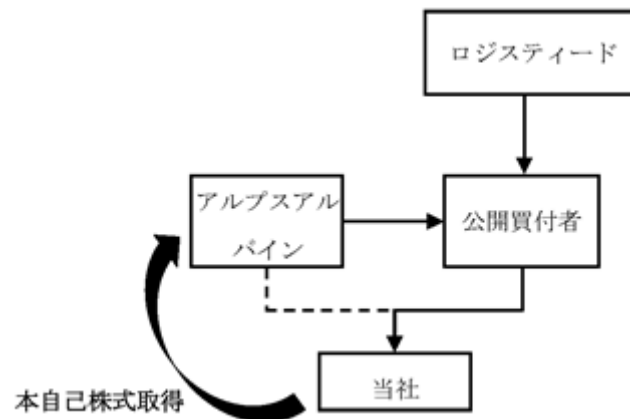 ロジスティード
アルプスアル
パイン
公開買付者
当社
本自己株式取得